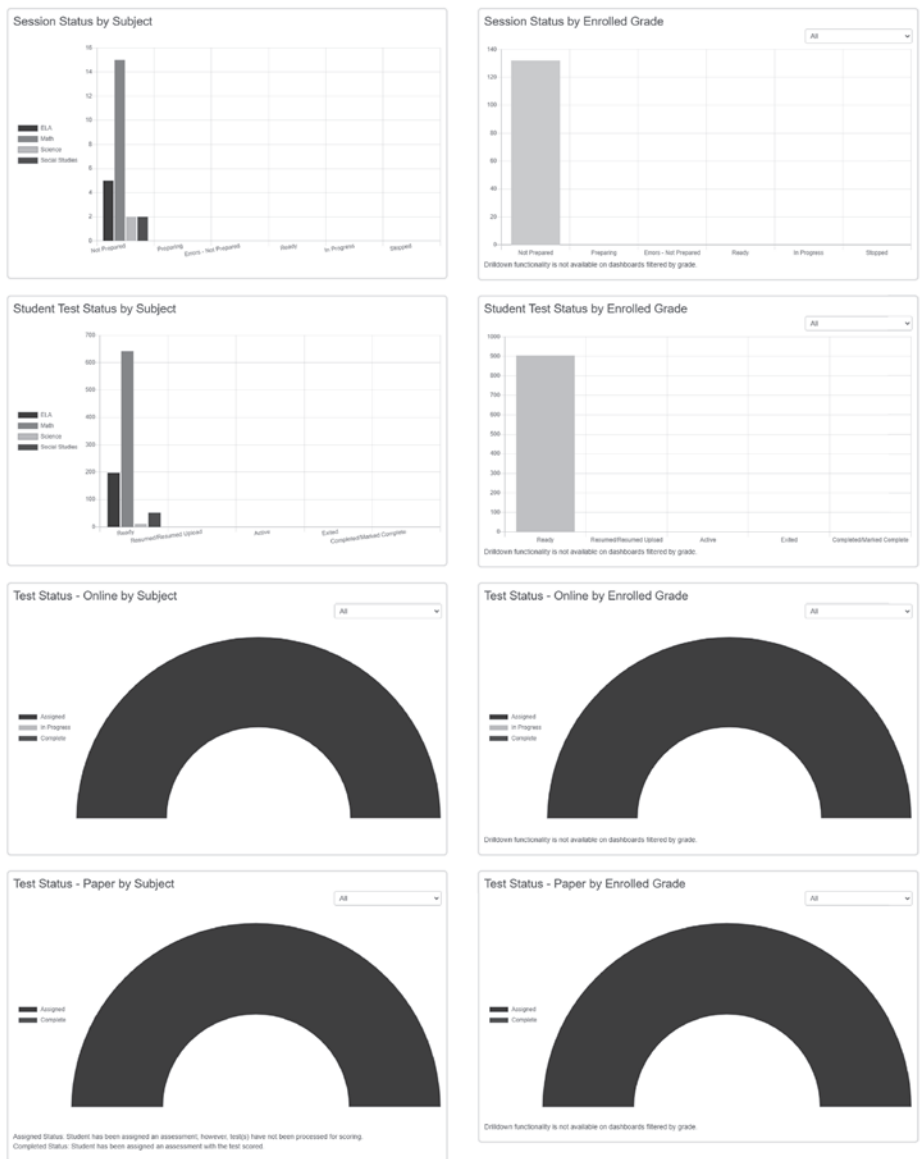 Session Status by Subject
16
14
12
10
8
6
4
2
0
ELA
Math
Science
Social Studies
Not Prepared
Preparing
Errors - Not Prepared
Ready
In Progress
Stopped
Session Status by Enrolled Grade
All
140
120
100
80
60
40
20
0
Not Prepared
Preparing
Errors - Not Prepared
Ready
In Progress
Stopped
Drilldown functionality is not available on dashboards filtered by grade.
Student Test Status by Subject
700
600
500
400
300
200
100
0
ELA
Math
Science
Social Studies
Ready
Resumed/Resumed Upload
Active
Exited
Completed/Marked Complete
Student Test Status by Enrolled Grade
All
1000
900
800
700
600
500
400
300
200
100
0
Ready
Resumed/Resumed Upload
Active
Exited
Completed/Marked Complete
Drilldown functionality is not available on dashboards filtered by grade.
Test Status - Online by Subject
All
Assigned
In Progress
Complete
Test Status - Online by Enrolled Grade
All
Assigned
In Progress
Complete
Drilldown functionality is not available on dashboards filtered by grade.
Test Status - Paper by Subject
All
Assigned
Complete
Assigned Status: Student has been assigned an assessment; however, test(s) have not been processed for scoring.
Completed Status: Student has been assigned an assessment with the test scored.
Test Status - Paper by Enrolled Grade
All
Assigned
Complete
Drilldown functionality is not available on dashboards filtered by grade.